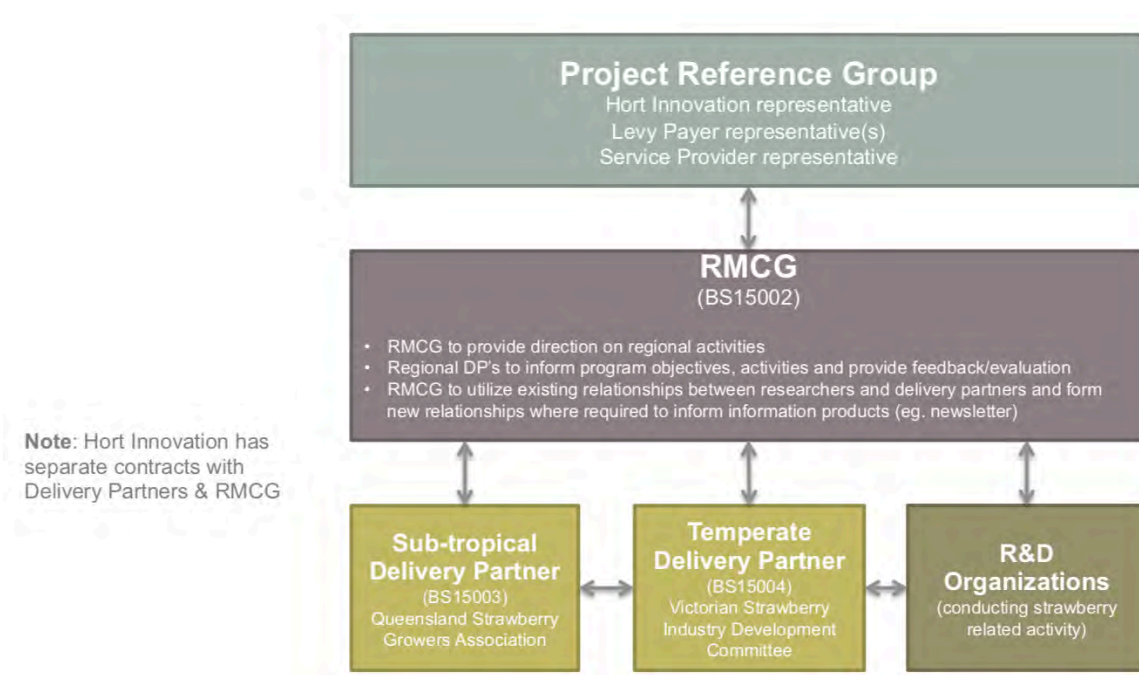 Project Reference Group
Hort Innovation representative
Levy Payer representative(s)
Service Provider representative
RMCG
(BS15002)
• RMCG to provide direction on regional activities
• Regional DP's to inform program objectives, activities and provide feedback/evaluation
• RMCG to utilize existing relationships between researchers and delivery partners and form
new relationships where required to inform information products (eg. newsletter)
Note: Hort Innovation has
separate contracts with
Delivery Partners & RMCG
Sub-tropical
Delivery Partner
(BS15003)
Queensland Strawberry
Growers Association
Temperate
Delivery Partner
(BS15004)
Victorian Strawberry
Industry Development
Committee
R&D
Organizations
(conducting strawberry
related activity)